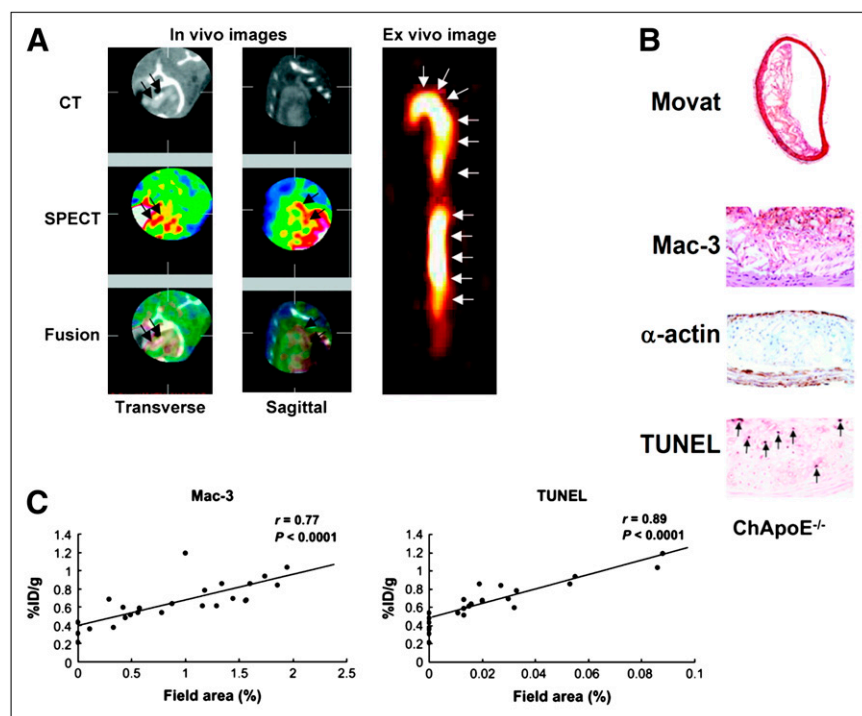 A
In vivo images
Ex vivo image
CT
SPECT
Fusion
Transverse
Sagittal
B
Movat
Mac-3
α-actin
TUNEL
ChApoE-/-
C
Mac-3
r = 0.77
P < 0.0001
%ID/g
1.4
1.2
1
0.8
0.6
0.4
0.2
0
0 0.5 1 1.5 2 2.5
Field area (%)
TUNEL
r = 0.89
P < 0.0001
%ID/g
1.4
1.2
1
0.8
0.6
0.4
0.2
0
0 0.02 0.04 0.06 0.08 0.1
Field area (%)